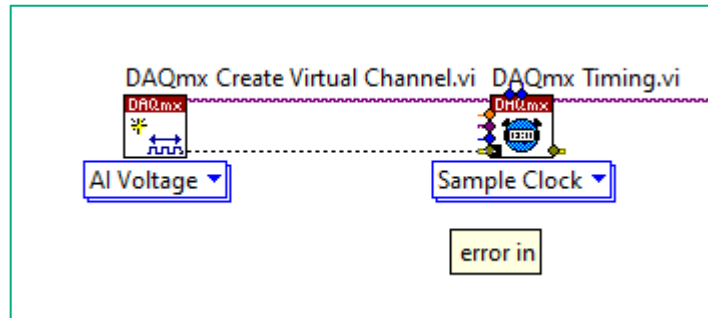 DAQmx Create Virtual Channel.vi
DAQmx Timing.vi
DAQmx
DAQmx
AI Voltage
Sample Clock
error in